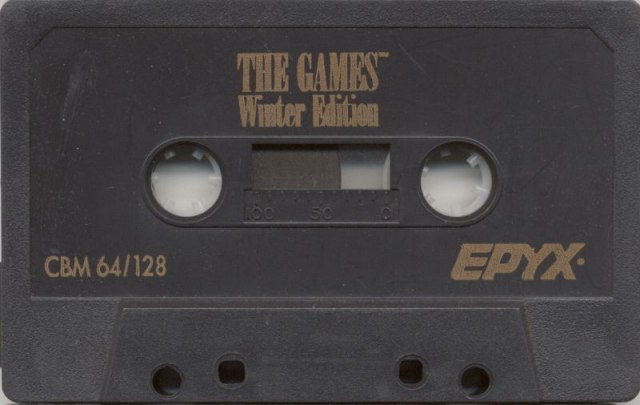 THE GAMES™
Winter Edition
100 50 0
CBM 64/128
EPYX